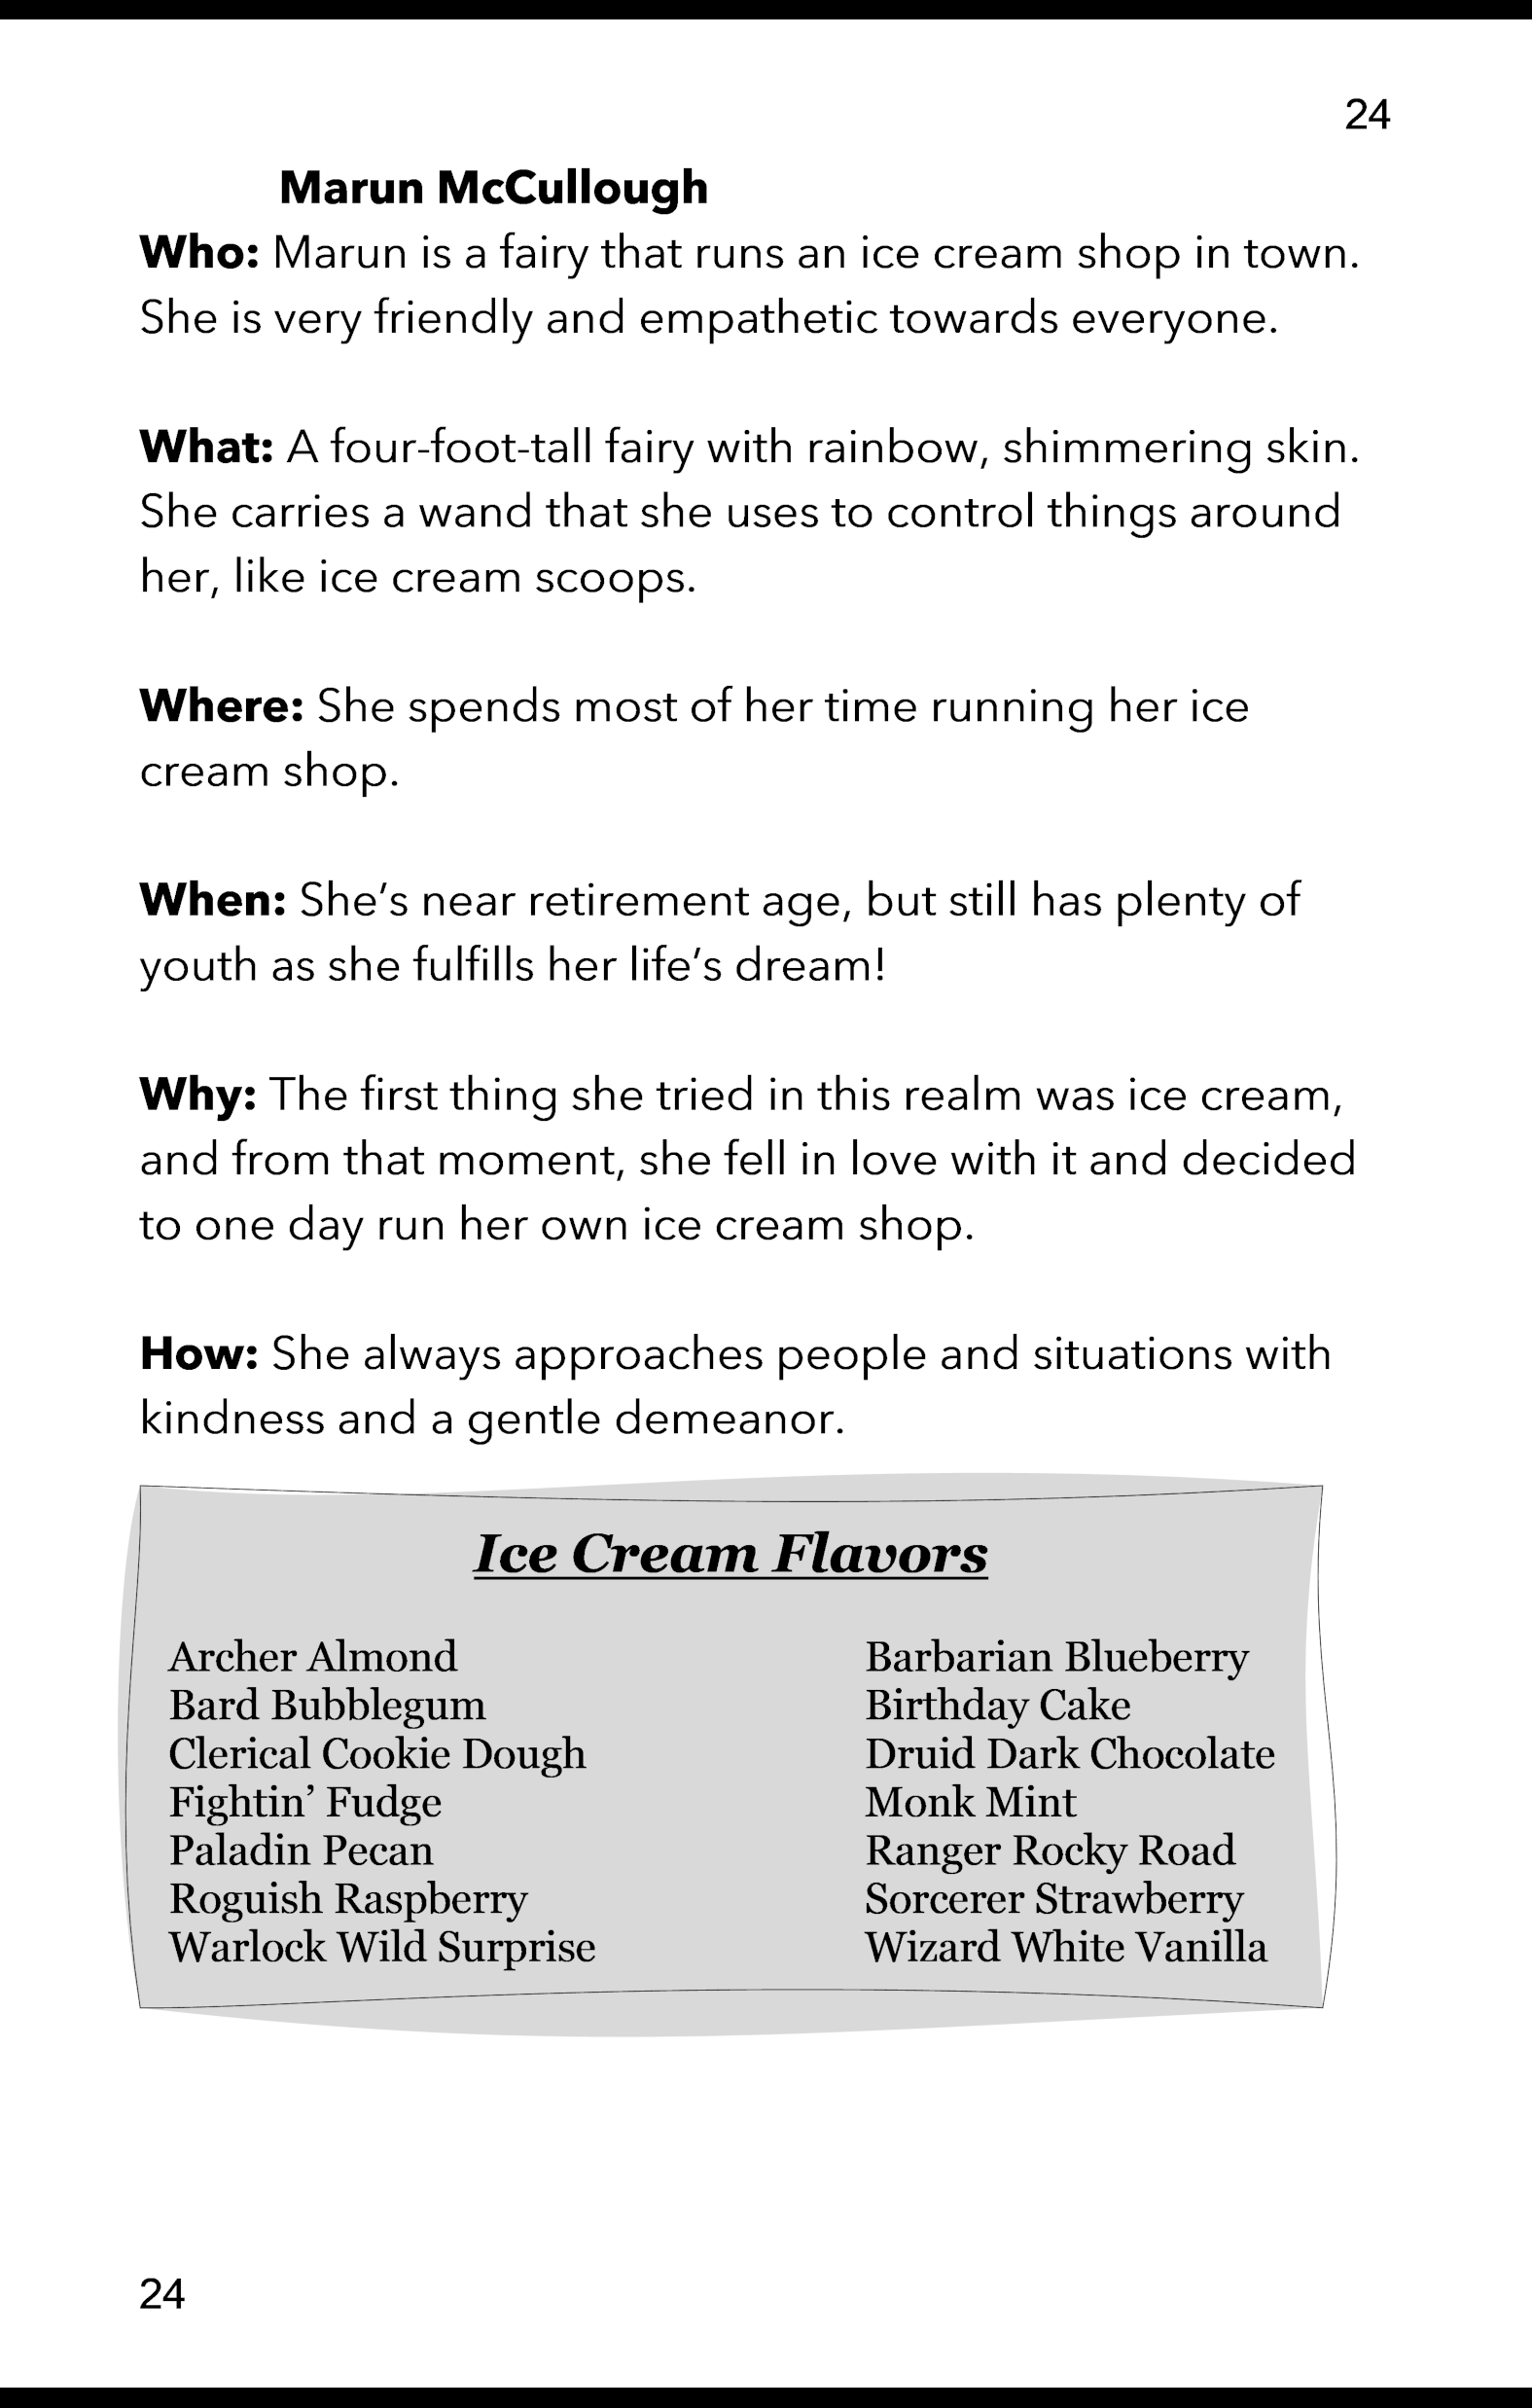 24
Marun McCullough
Who: Marun is a fairy that runs an ice cream shop in town.
She is very friendly and empathetic towards everyone.
What: A four-foot-tall fairy with rainbow, shimmering skin.
She carries a wand that she uses to control things around
her, like ice cream scoops.
Where: She spends most of her time running her ice
cream shop.
When: She’s near retirement age, but still has plenty of
youth as she fulfills her life’s dream!
Why: The first thing she tried in this realm was ice cream,
and from that moment, she fell in love with it and decided
to one day run her own ice cream shop.
How: She always approaches people and situations with
kindness and a gentle demeanor.
Ice Cream Flavors
Archer Almond
Bard Bubblegum
Clerical Cookie Dough
Fightin’ Fudge
Paladin Pecan
Roguish Raspberry
Warlock Wild Surprise
Barbarian Blueberry
Birthday Cake
Druid Dark Chocolate
Monk Mint
Ranger Rocky Road
Sorcerer Strawberry
Wizard White Vanilla
24